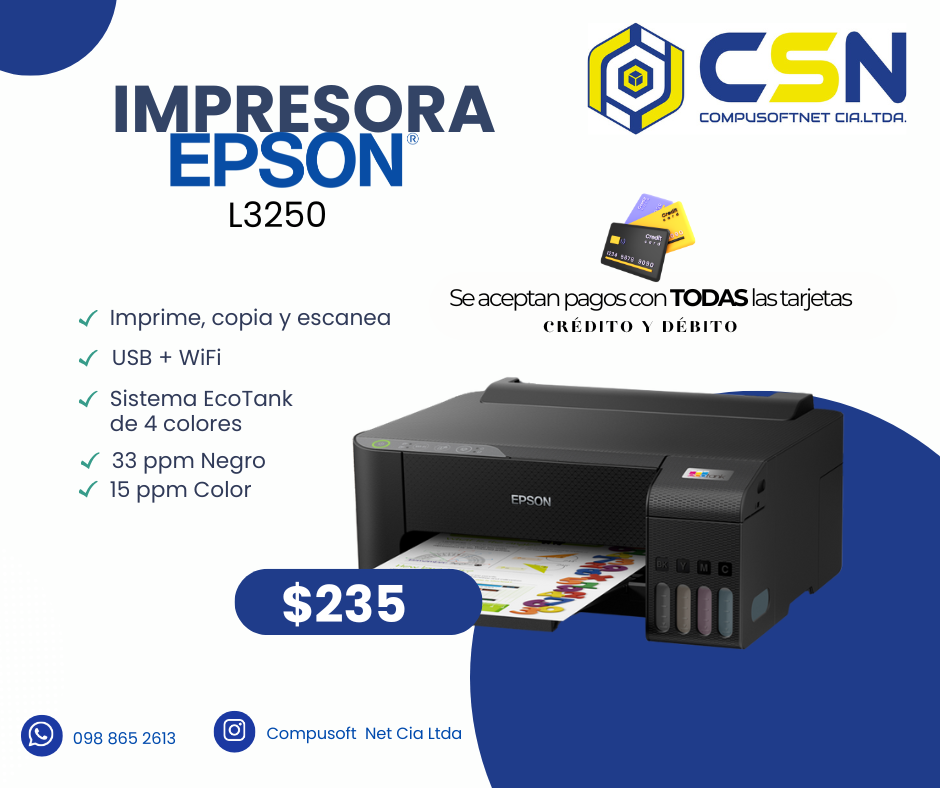 CSN
COMPUSOFTNET CIA.LTDA.
IMPRESORA
EPSON®
L3250
Credit
Se aceptan pagos con TODAS las tarjetas
CRÉDITO Y DÉBITO
Imprime, copia y escanea
USB + WiFi
Sistema EcoTank
de 4 colores
33 ppm Negro
15 ppm Color
EPSON
BK Y M C
$235
098 865 2613
Compusoft Net Cia Ltda